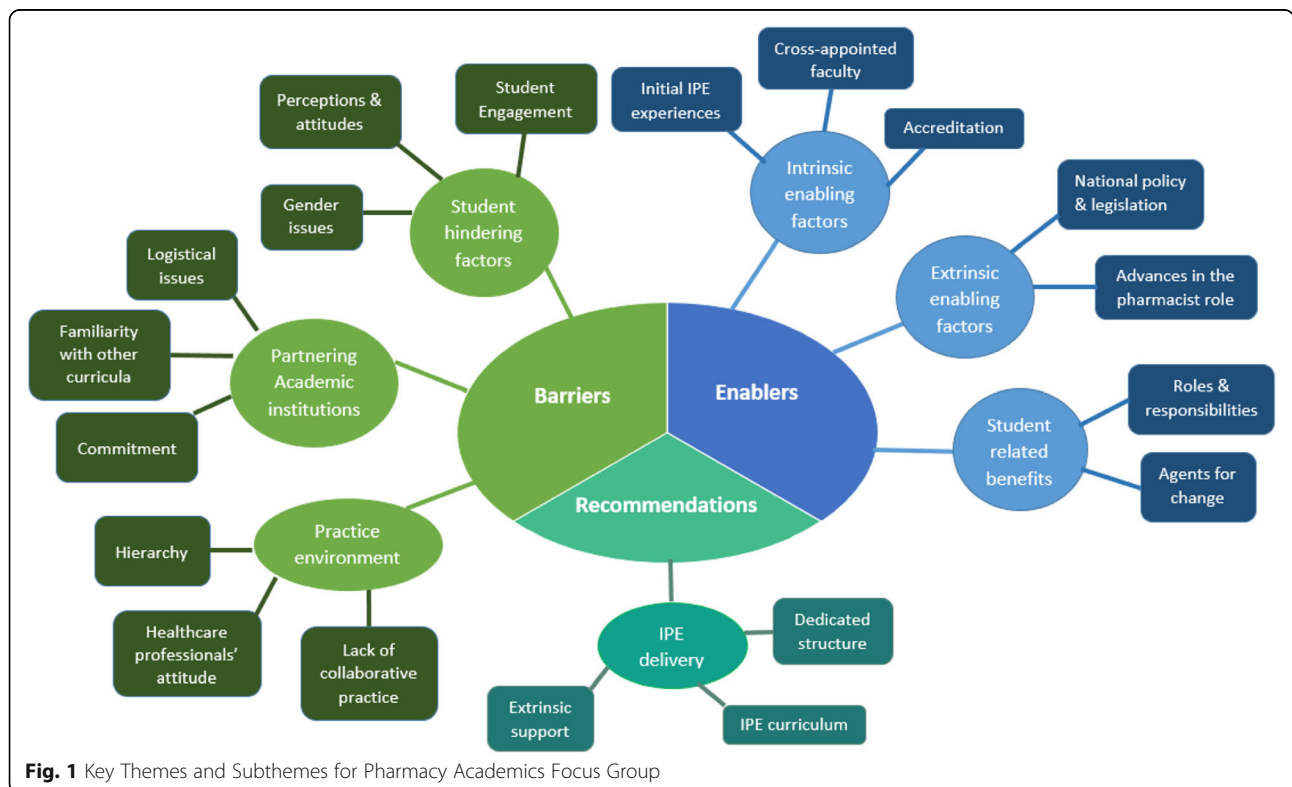 Cross-appointed
faculty
Initial IPE
experiences
Accreditation
Intrinsic
enabling
factors
Student
Engagement
Perceptions &
attitudes
Gender
issues
Student
hindering
factors
National policy
& legislation
Advances in the
pharmacist role
Extrinsic
enabling
factors
Logistical
issues
Familiarity
with other
curricula
Commitment
Partnering
Academic
institutions
Barriers
Enablers
Recommendations
Roles &
responsibilities
Agents for
change
Student
related
benefits
Hierarchy
Healthcare
professionals'
attitude
Lack of
collaborative
practice
Practice
environment
IPE
delivery
Dedicated
structure
Extrinsic
support
IPE curriculum
Fig. 1 Key Themes and Subthemes for Pharmacy Academics Focus Group